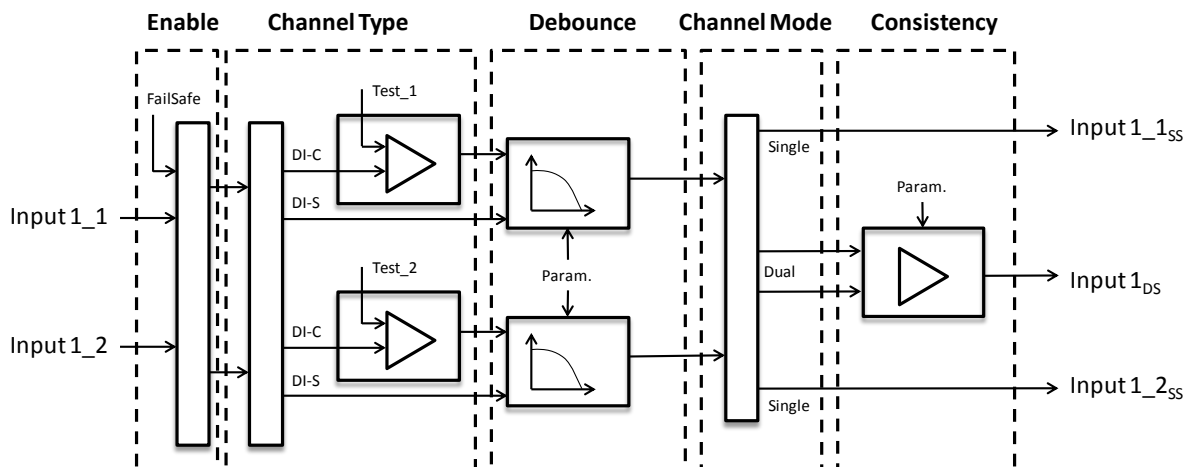 Enable
Channel Type
Debounce
Channel Mode
Consistency
FailSafe
Test_1
Input 1_1SS
DI-C
Single
Param.
DI-S
Input 1_1
Test_2
Param.
Dual
Input 1DS
DI-C
Input 1_2
DI-S
Single
Input 1_2SS